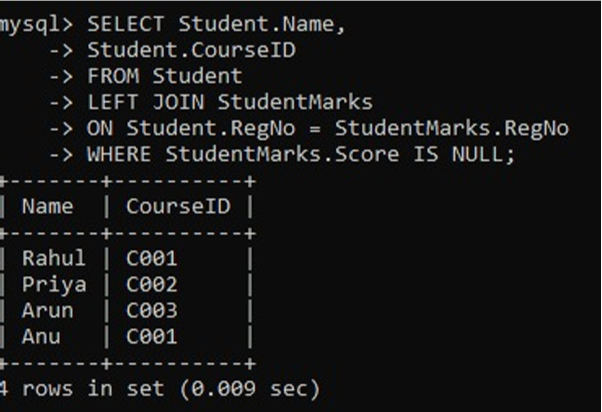 mysql> SELECT Student.Name,
    -> Student.CourseID
    -> FROM Student
    -> LEFT JOIN StudentMarks
    -> ON Student.RegNo = StudentMarks.RegNo
    -> WHERE StudentMarks.Score IS NULL;
+-------+----------+
| Name  | CourseID |
+-------+----------+
| Rahul | C001     |
| Priya | C002     |
| Arun  | C003     |
| Anu   | C001     |
+-------+----------+
4 rows in set (0.009 sec)